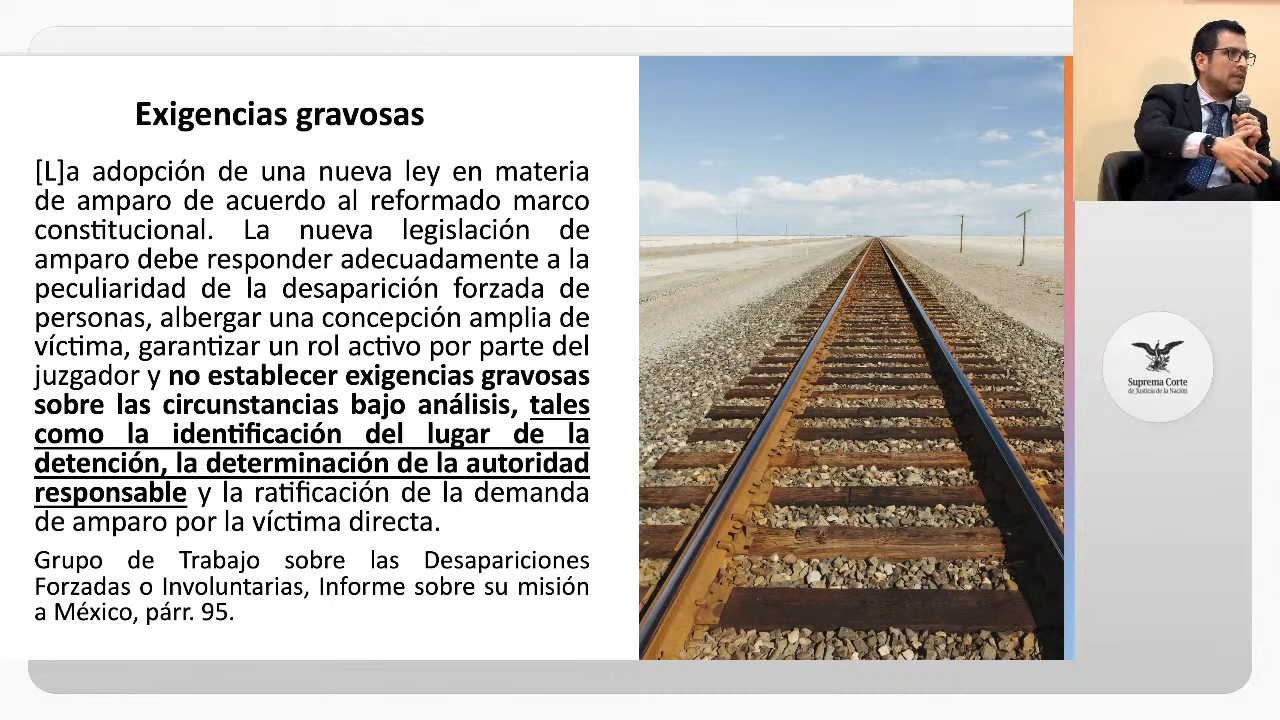 Exigencias gravosas
[L]a adopción de una nueva ley en materia
de amparo de acuerdo al reformado marco
constitucional. La nueva legislación de
amparo debe responder adecuadamente a la
peculiaridad de la desaparición forzada de
personas, albergar una concepción amplia de
víctima, garantizar un rol activo por parte del
juzgador y no establecer exigencias gravosas
sobre las circunstancias bajo análisis, tales
como la identificación del lugar de la
detención, la determinación de la autoridad
responsable y la ratificación de la demanda
de amparo por la víctima directa.
Grupo de Trabajo sobre las Desapariciones
Forzadas o Involuntarias, Informe sobre su misión
a México, párr. 95.
Suprema Corte
de Justicia de la Nación